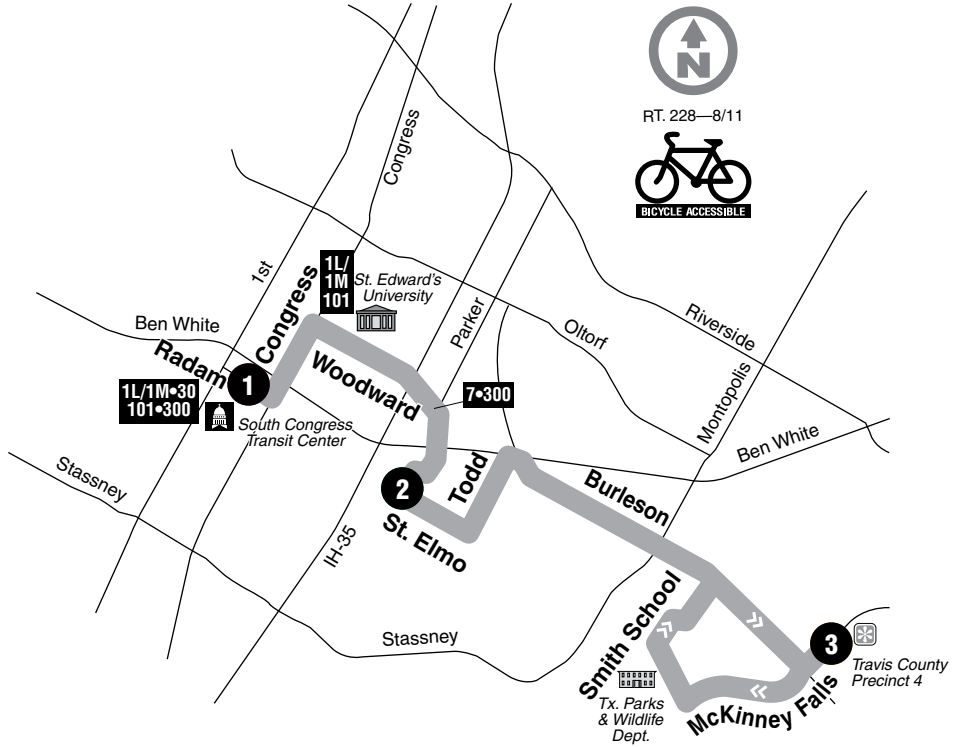 N
RT. 228—8/11
BICYCLE ACCESSIBLE
Congress
1st
Congress
1L/
1M
101
St. Edward's
University
Parker
Oltorf
Riverside
Montopolis
Ben White
Radam
1
1L/1M•30
101•300
South Congress
Transit Center
Woodward
7•300
Ben White
Stassney
2
St. Elmo
Todd
Burleson
IH-35
Stassney
Smith School
3
Travis County
Precinct 4
Tx. Parks
& Wildlife
Dept.
McKinney Falls